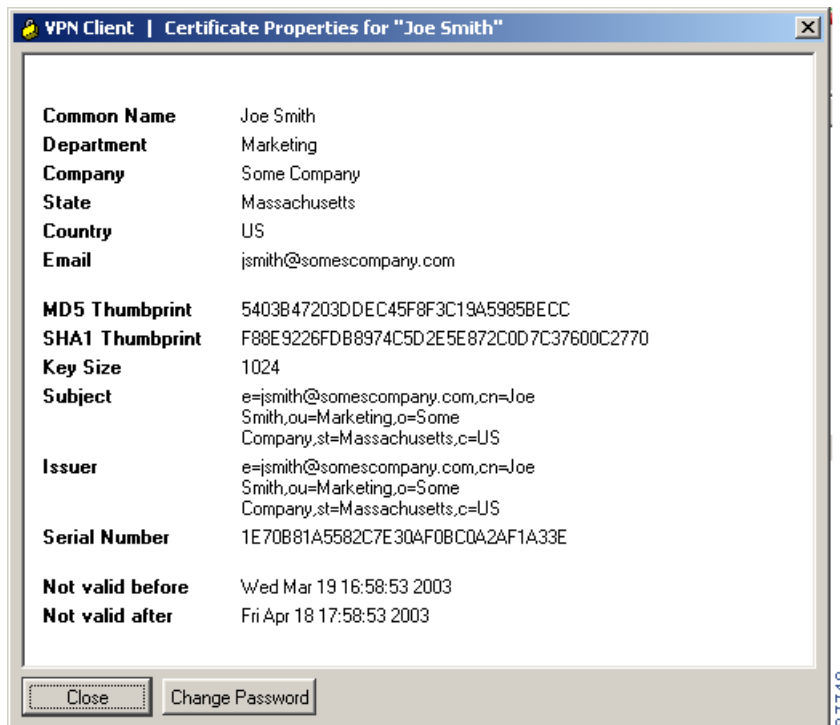 VPN Client | Certificate Properties for "Joe Smith"
Common Name Joe Smith
Department Marketing
Company Some Company
State Massachusetts
Country US
Email jsmith@somescompany.com
MD5 Thumbprint 5403B47203DDEC45F8F3C19A5985BECC
SHA1 Thumbprint F88E9226FDB8974C5D2E5E872C0D7C37600C2770
Key Size 1024
Subject e=jsmith@somescompany.com,cn=Joe
Smith,ou=Marketing,o=Some
Company,st=Massachusetts,c=US
Issuer e=jsmith@somescompany.com,cn=Joe
Smith,ou=Marketing,o=Some
Company,st=Massachusetts,c=US
Serial Number 1E70B81A5582C7E30AF0BC0A2AF1A33E
Not valid before Wed Mar 19 16:58:53 2003
Not valid after Fri Apr 18 17:58:53 2003
Close Change Password